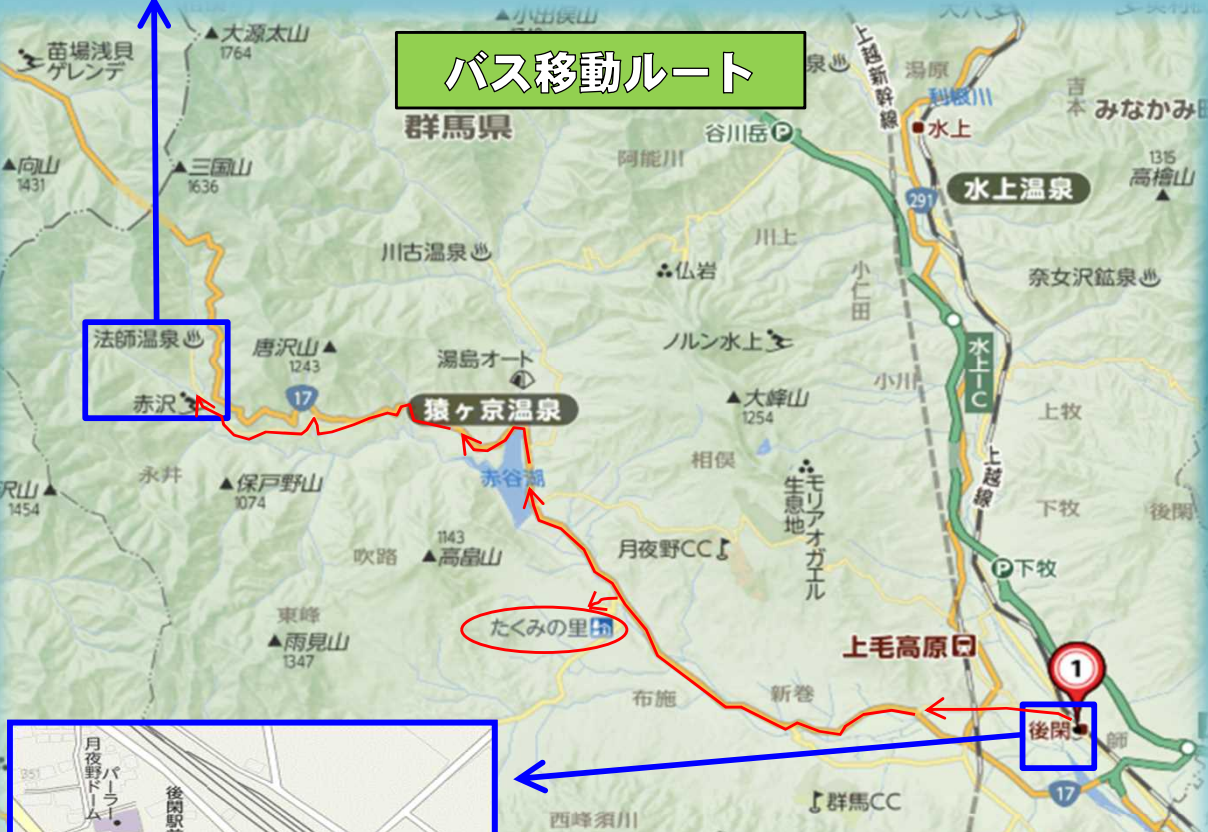 バス移動ルート
群馬県
苗場浅貝
ゲレンデ
▲大源太山
1764
▲小出俣山
▲向山
1431
▲三国山
1636
谷川岳 P
阿能川
上越新幹線
湯原
利根川
水上
吉本
みなかみ町
1315
高檜山
▲
291
水上温泉
川古温泉
川上
仏岩
小仁田
奈女沢鉱泉
法師温泉
唐沢山▲
1243
湯島オート
ノルン水上
水上IC
小川
赤沢
17
猿ヶ京温泉
▲大峰山
1254
上牧
永井
▲保戸野山
1074
赤谷湖
相俣
モリアオガエル
生息地
上越線
下牧
後閑
沢山▲
1454
吹路
1143
▲高畠山
月夜野CC
P下牧
東峰
▲雨見山
1347
たくみの里
上毛高原
1
布施
新巻
後閑
師
17
群馬CC
西峰須川
351
月夜野ドーム
パーラー
後閑駅前